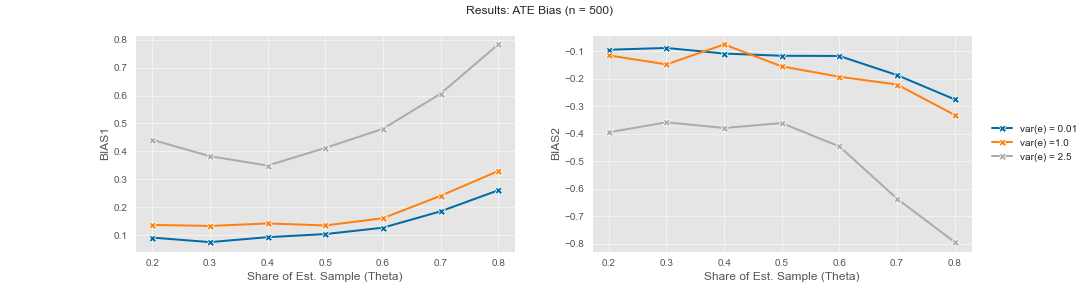 Results: ATE Bias (n = 500)
BIAS1
0.8
0.7
0.6
0.5
0.4
0.3
0.2
0.1
0.2 0.3 0.4 0.5 0.6 0.7 0.8
Share of Est. Sample (Theta)
BIAS2
−0.1
−0.2
−0.3
−0.4
−0.5
−0.6
−0.7
−0.8
0.2 0.3 0.4 0.5 0.6 0.7 0.8
Share of Est. Sample (Theta)
var(e) = 0.01
var(e) =1.0
var(e) = 2.5